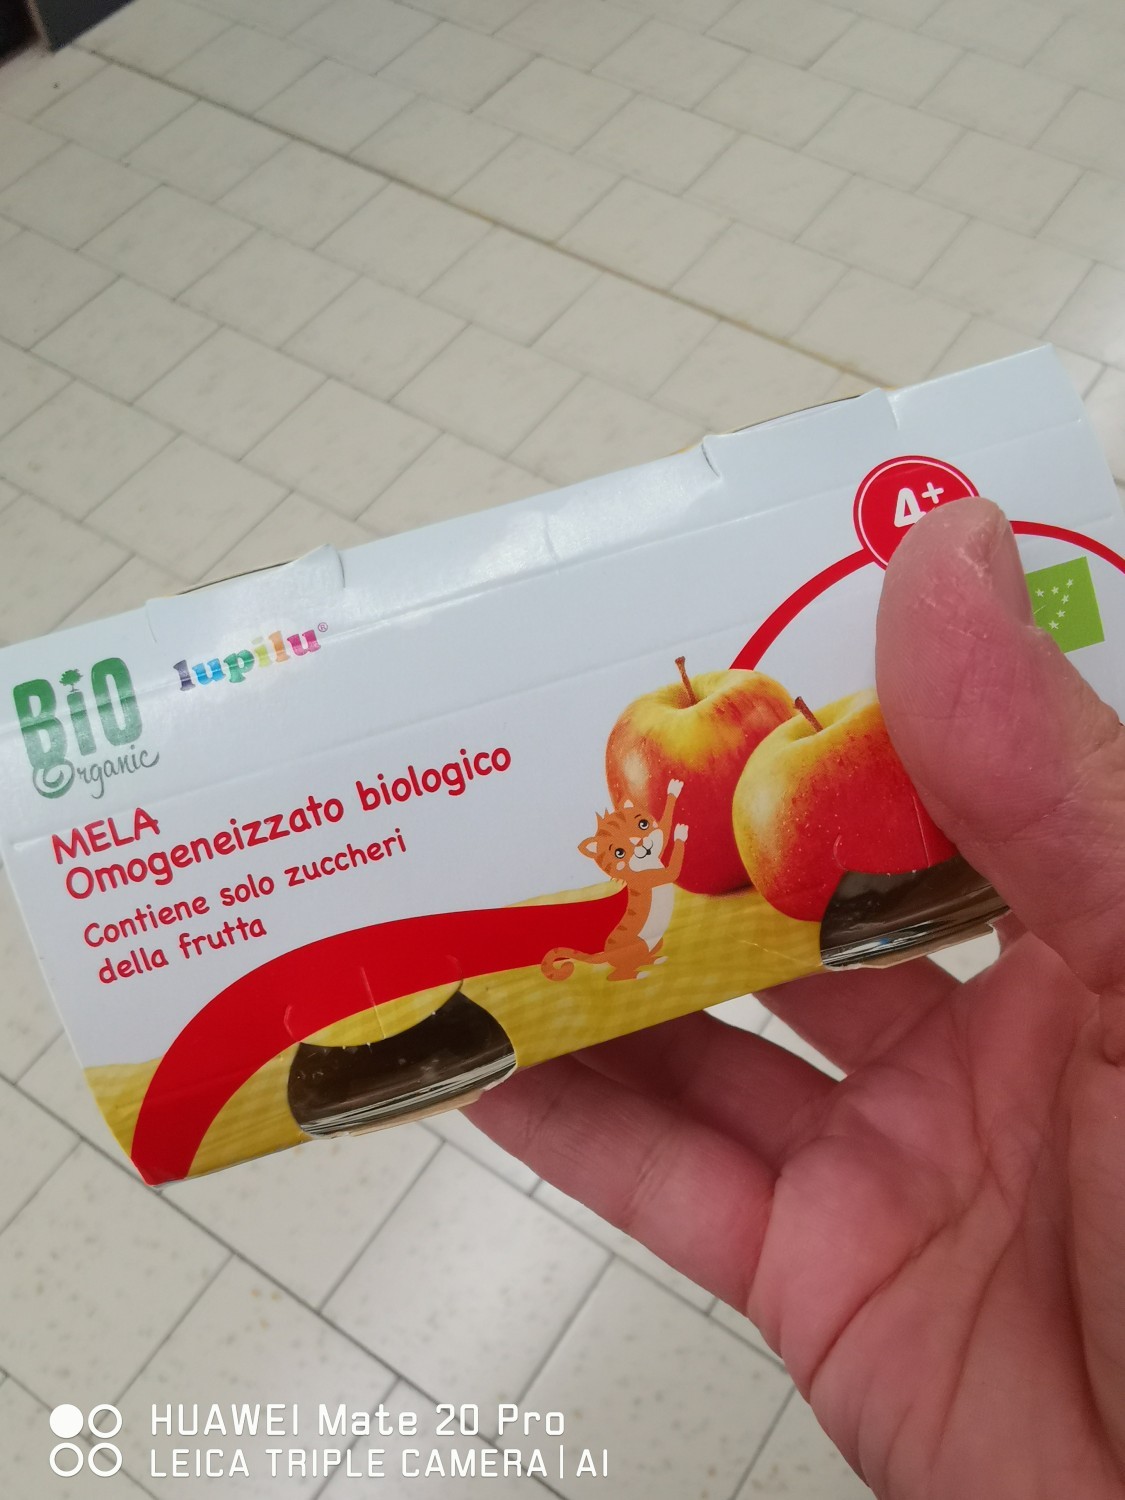 4+
BIO
Organic
lupilu®
MELA
Omogeneizzato biologico
Contiene solo zuccheri
della frutta
HUAWEI Mate 20 Pro
LEICA TRIPLE CAMERA | AI